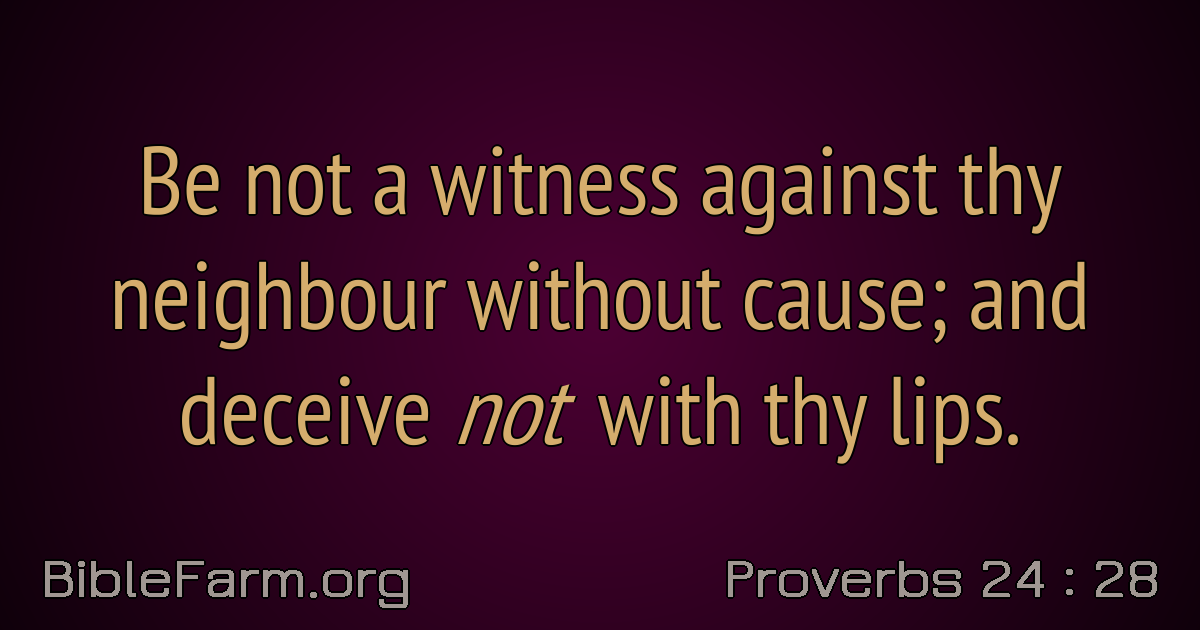 Be not a witness against thy
neighbour without cause; and
deceive not with thy lips.
BibleFarm.org
Proverbs 24 : 28